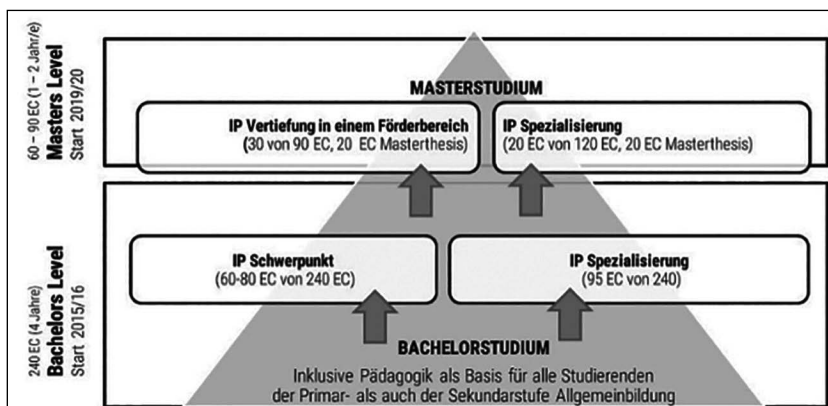 60 – 90 EC (1 – 2 Jahr/e)
Masters Level
Start 2019/20
MASTERSTUDIUM
IP Vertiefung in einem Förderbereich
(30 von 90 EC, 20 EC Masterthesis)
IP Spezialisierung
(20 EC von 120 EC, 20 EC Masterthesis)
240 EC (4 Jahre)
Bachelors Level
Start 2015/16
IP Schwerpunkt
(60-80 EC von 240 EC)
IP Spezialisierung
(95 EC von 240)
BACHELORSTUDIUM
Inklusive Pädagogik als Basis für alle Studierenden
der Primar- als auch der Sekundarstufe Allgemeinbildung